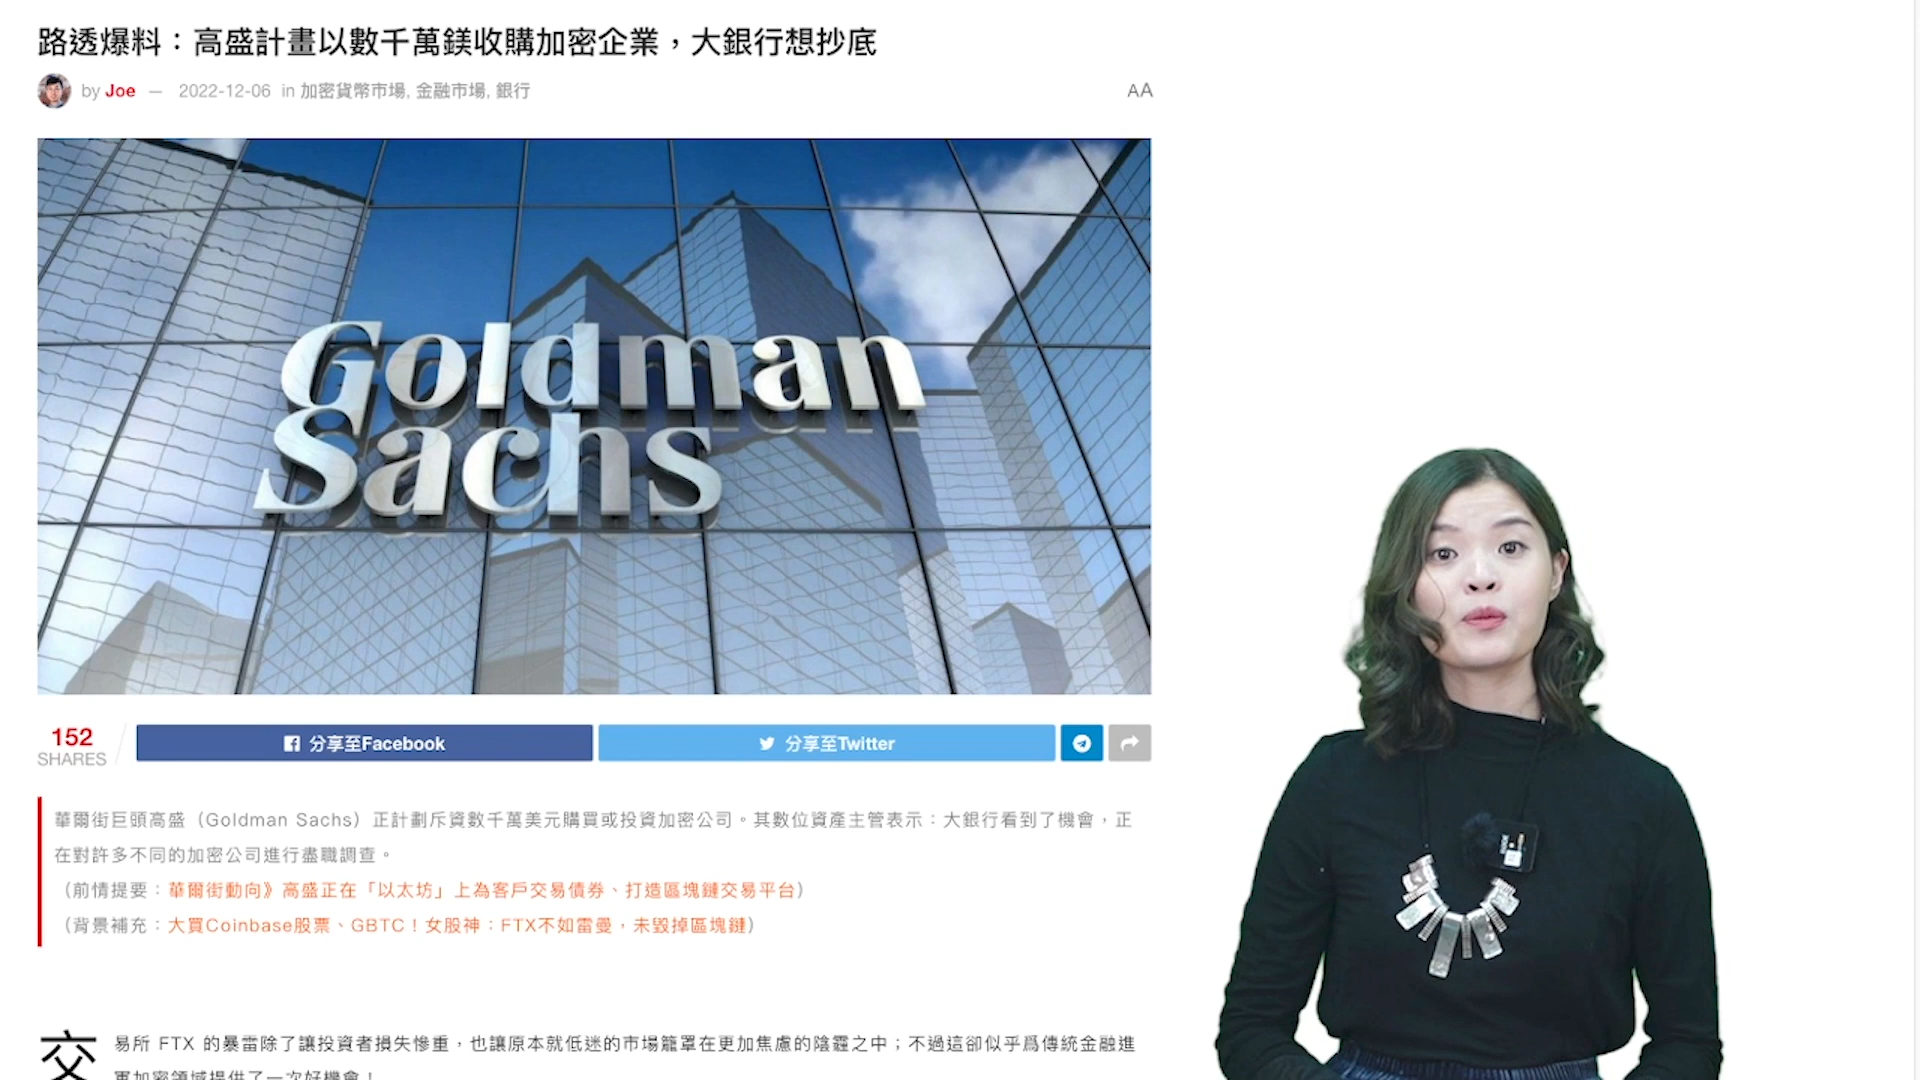 路透爆料：高盛計畫以數千萬鎂收購加密企業，大銀行想抄底
by Joe — 2022-12-06 in 加密貨幣市場, 金融市場, 銀行
AA
Goldman
Sachs
152
SHARES
分享至Facebook
分享至Twitter
華爾街巨頭高盛（Goldman Sachs）正計劃斥資數千萬美元購買或投資加密公司。其數位資產主管表示：大銀行看到了機會，正
在對許多不同的加密公司進行盡職調查。
（前情提要：華爾街動向》高盛正在「以太坊」上為客戶交易債券、打造區塊鏈交易平台）
（背景補充：大買Coinbase股票、GBTC！女股神：FTX不如雷曼，未毀掉區塊鏈）
交易所 FTX 的暴雷除了讓投資者損失慘重，也讓原本就低迷的市場籠罩在更加焦慮的陰霾之中；不過這卻似乎爲傳統金融進
軍加密領域提供了一次好機會！